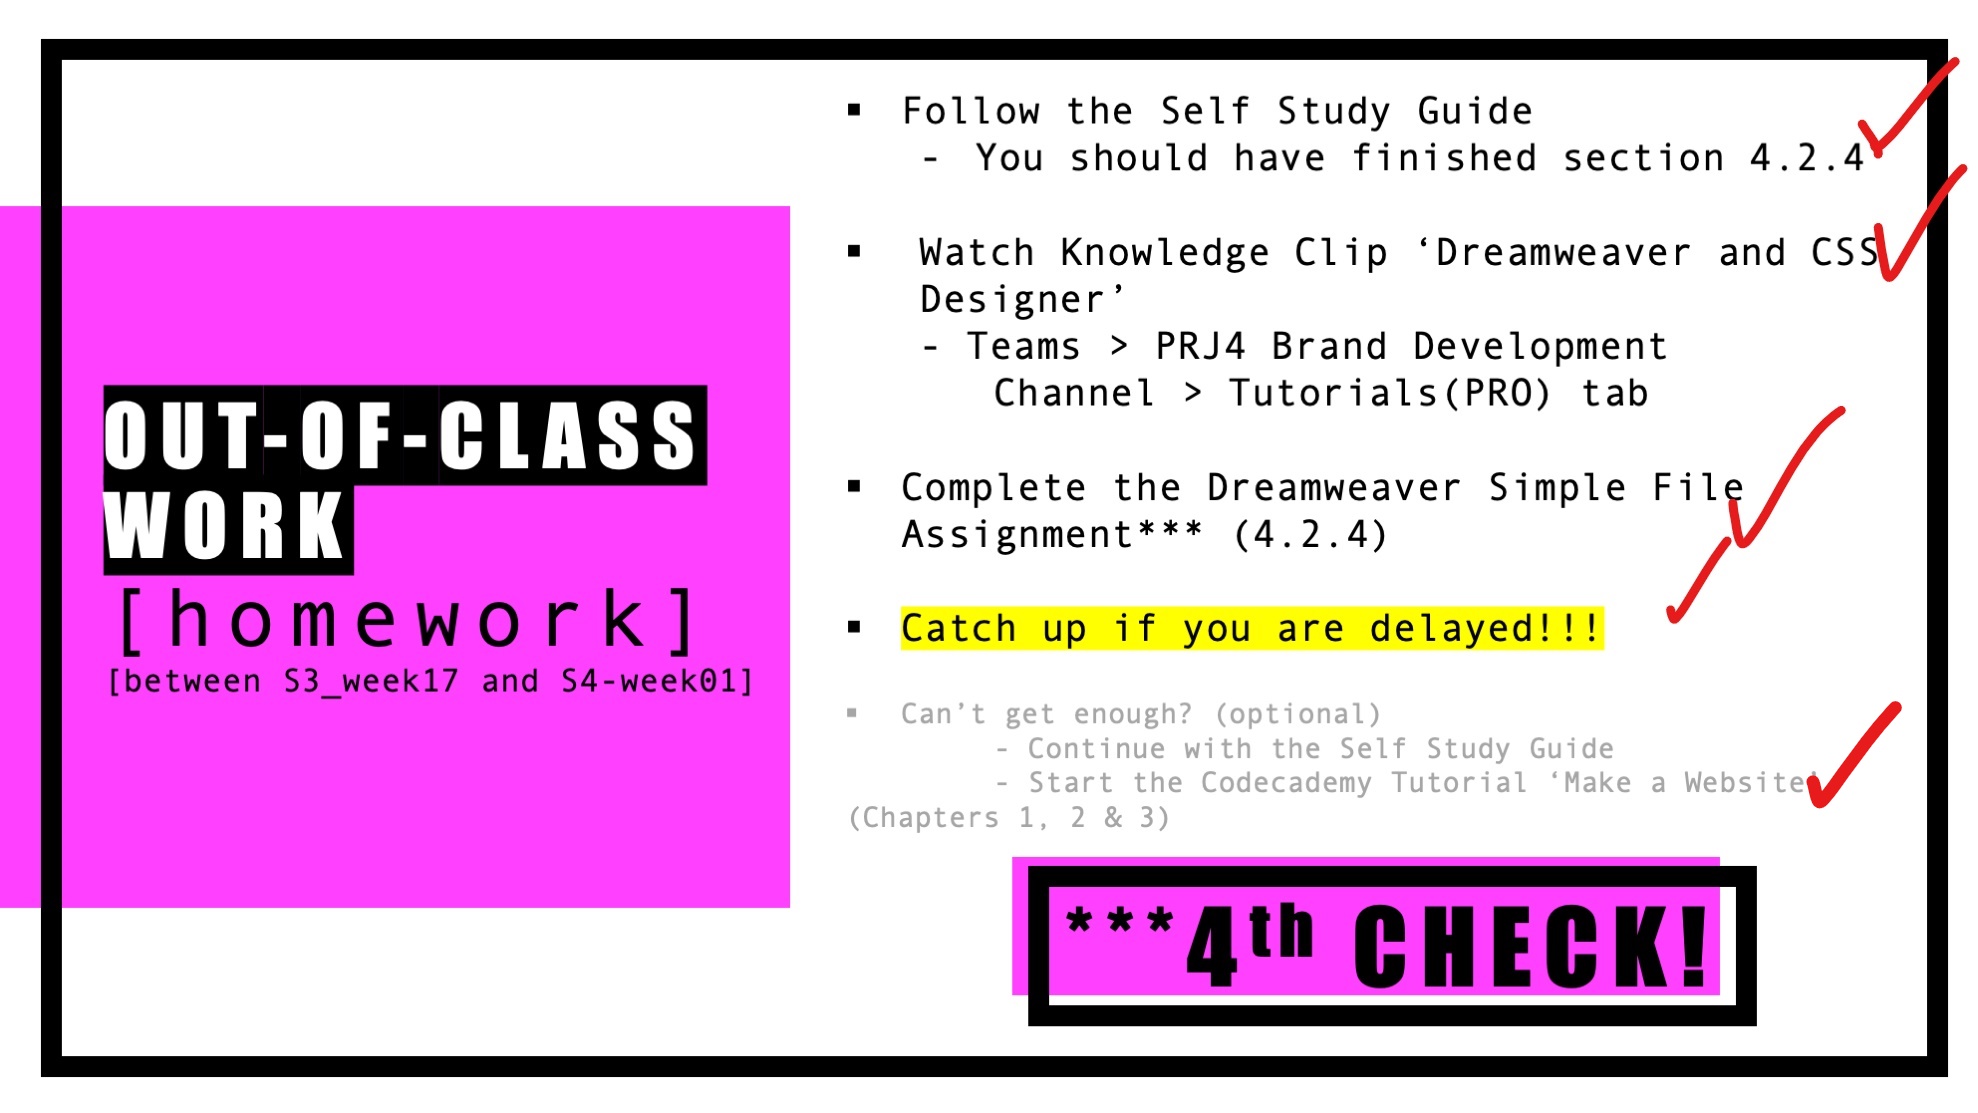 OUT-OF-CLASS
WORK
[homework]
[between S3_week17 and S4-week01]
▪ Follow the Self Study Guide
- You should have finished section 4.2.4
▪ Watch Knowledge Clip ‘Dreamweaver and CSS
Designer’
- Teams > PRJ4 Brand Development
Channel > Tutorials(PRO) tab
▪ Complete the Dreamweaver Simple File
Assignment*** (4.2.4)
▪ Catch up if you are delayed!!!
▪ Can’t get enough? (optional)
- Continue with the Self Study Guide
- Start the Codecademy Tutorial ‘Make a Website’
(Chapters 1, 2 & 3)
***4th CHECK!